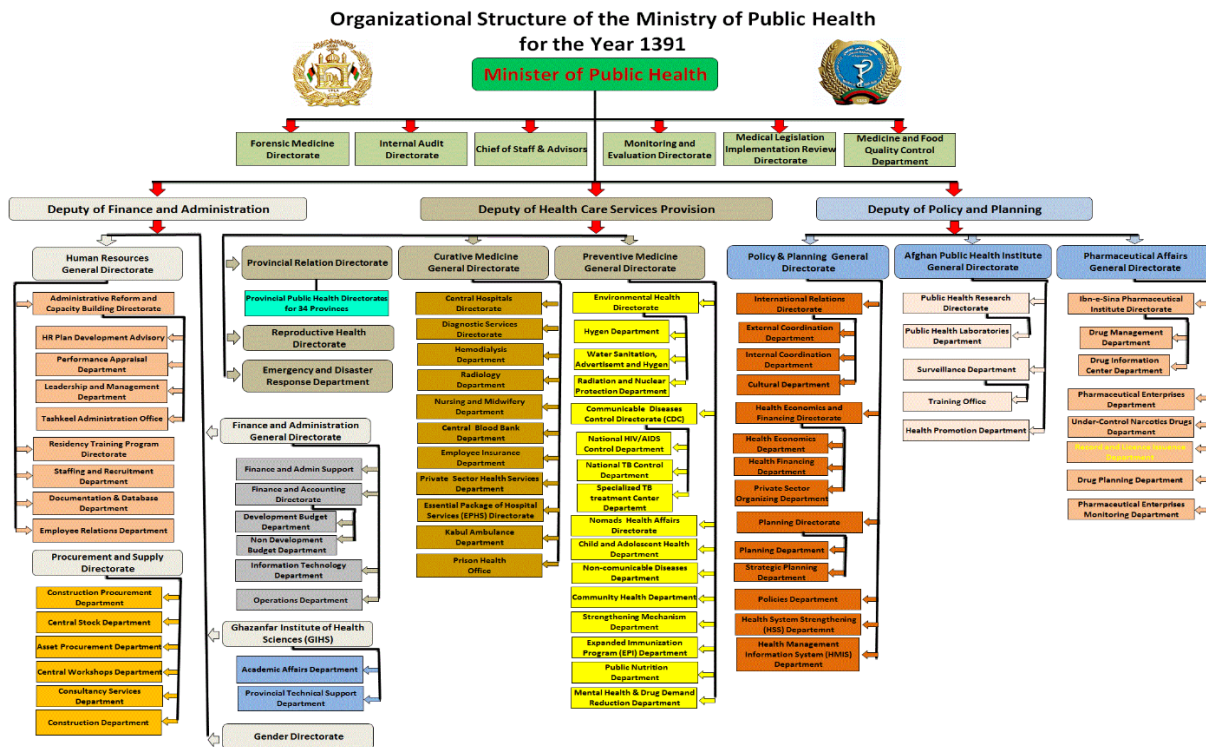 Organizational Structure of the Ministry of Public Health
for the Year 1391
Minister of Public Health
Forensic Medicine
Directorate
Internal Audit
Directorate
Chief of Staff & Advisors
Monitoring and
Evaluation Directorate
Medical Legislation
Implementation Review
Directorate
Medicine and Food
Quality Control
Department
Deputy of Finance and Administration
Deputy of Health Care Services Provision
Deputy of Policy and Planning
Human Resources
General Directorate
Administrative Reform and
Capacity Building Directorate
HR Plan Development Advisory
Performance Appraisal
Department
Leadership and Management
Department
Tashkeel Administration Office
Residency Training Program
Directorate
Staffing and Recruitment
Department
Documentation & Database
Department
Employee Relations Department
Procurement and Supply
Directorate
Construction Procurement
Department
Central Stock Department
Asset Procurement Department
Central Workshops Department
Consultancy Services
Department
Construction Department
Provincial Relation Directorate
Provincial Public Health Directorates
for 34 Provinces
Reproductive Health
Directorate
Emergency and Disaster
Response Department
Finance and Administration
General Directorate
Finance and Admin Support
Finance and Accounting
Directorate
Development Budget
Department
Non Development
Budget Department
Information Technology
Department
Operations Department
Ghazanfar Institute of Health
Sciences (GIHS)
Academic Affairs Department
Provincial Technical Support
Department
Gender Directorate
Curative Medicine
General Directorate
Central Hospitals
Directorate
Diagnostic Services
Directorate
Hemodialysis
Department
Radiology
Department
Nursing and Midwifery
Department
Central Blood Bank
Department
Employee Insurance
Department
Private Sector Health Services
Department
Essential Package of Hospital
Services (EPHS) Directorate
Kabul Ambulance
Department
Prison Health
Office
Preventive Medicine
General Directorate
Environmental Health
Directorate
Hygen Department
Water Sanitation,
Advertisemt and Hygen
Radiation and Nuclear
Protection Department
Communicable Diseases
Control Directorate (CDC)
National HIV/AIDS
Control Department
National TB Control
Department
Specialized TB
treatment Center
Departemt
Nomads Health Affairs
Directorate
Child and Adolescent Health
Department
Non-comunicable Diseases
Department
Community Health Department
Strengthening Mechanism
Department
Expanded Immunization
Program (EPI) Department
Public Nutrition
Department
Mental Health & Drug Demand
Reduction Department
Policy & Planning General
Directorate
International Relations
Directorate
External Coordination
Department
Internal Coordination
Department
Cultural Department
Health Economics and
Financing Directorate
Health Economics
Department
Health Financing
Department
Private Sector
Organizing Department
Planning Directorate
Planning Department
Strategic Planning
Department
Policies Department
Health System Strengthening
(HSS) Departemnt
Health Management
Information System (HMIS)
Department
Afghan Public Health Institute
General Directorate
Public Health Research
Directorate
Public Health Laboratories
Department
Surveillance Department
Training Office
Health Promotion Department
Pharmaceutical Affairs
General Directorate
Ibn-e-Sina Pharmaceutical
Institute Directorate
Drug Management
Department
Drug Information
Center Department
Pharmaceutical Enterprises
Department
Under-Control Narcotics Drugs
Department
Record and License Issuance
Department
Drug Planning Department
Pharmaceutical Enterprises
Monitoring Department